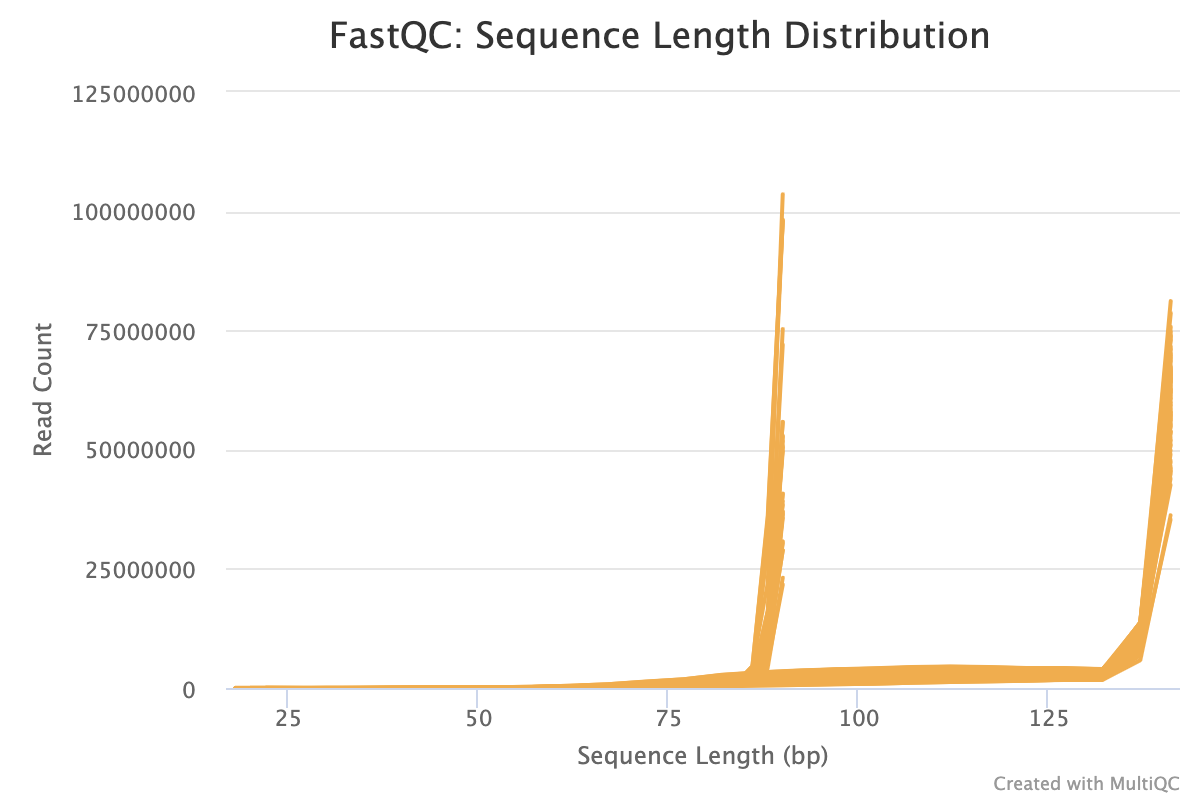 FastQC: Sequence Length Distribution
125000000
100000000
75000000
50000000
25000000
0
Read Count
25 50 75 100 125
Sequence Length (bp)
Created with MultiQC